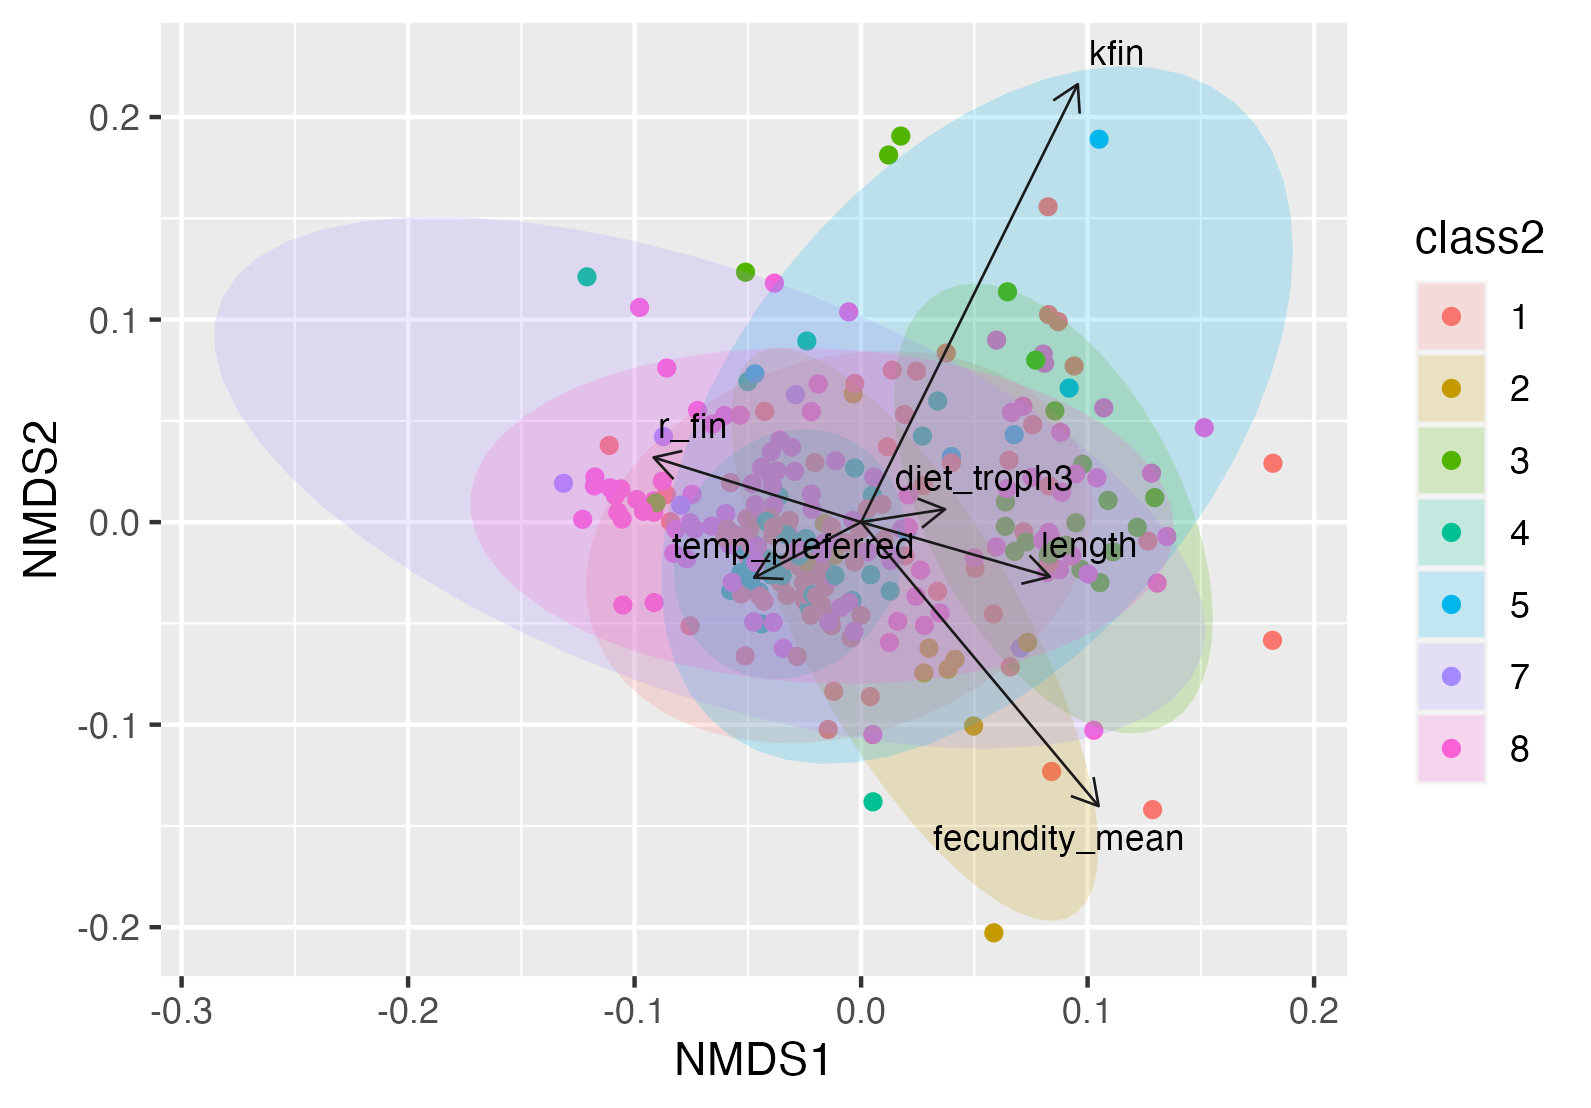 kfin
0.2
0.1
r_fin
diet_troph3
0.0
temp_preferred
length
-0.1
fecundity_mean
-0.2
NMDS2
-0.3
-0.2
-0.1
0.0
0.1
0.2
NMDS1
class2
1
2
3
4
5
7
8